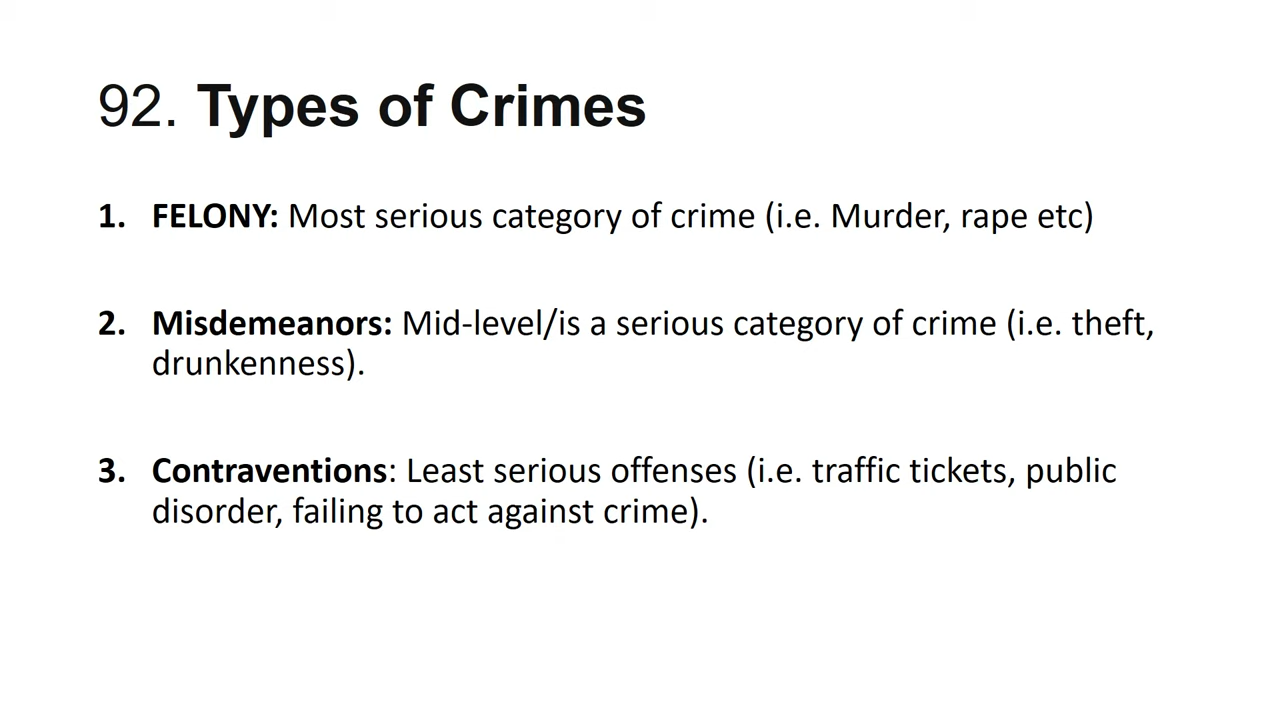 92. Types of Crimes
1. FELONY: Most serious category of crime (i.e. Murder, rape etc)
2. Misdemeanors: Mid-level/is a serious category of crime (i.e. theft,
drunkenness).
3. Contraventions: Least serious offenses (i.e. traffic tickets, public
disorder, failing to act against crime).